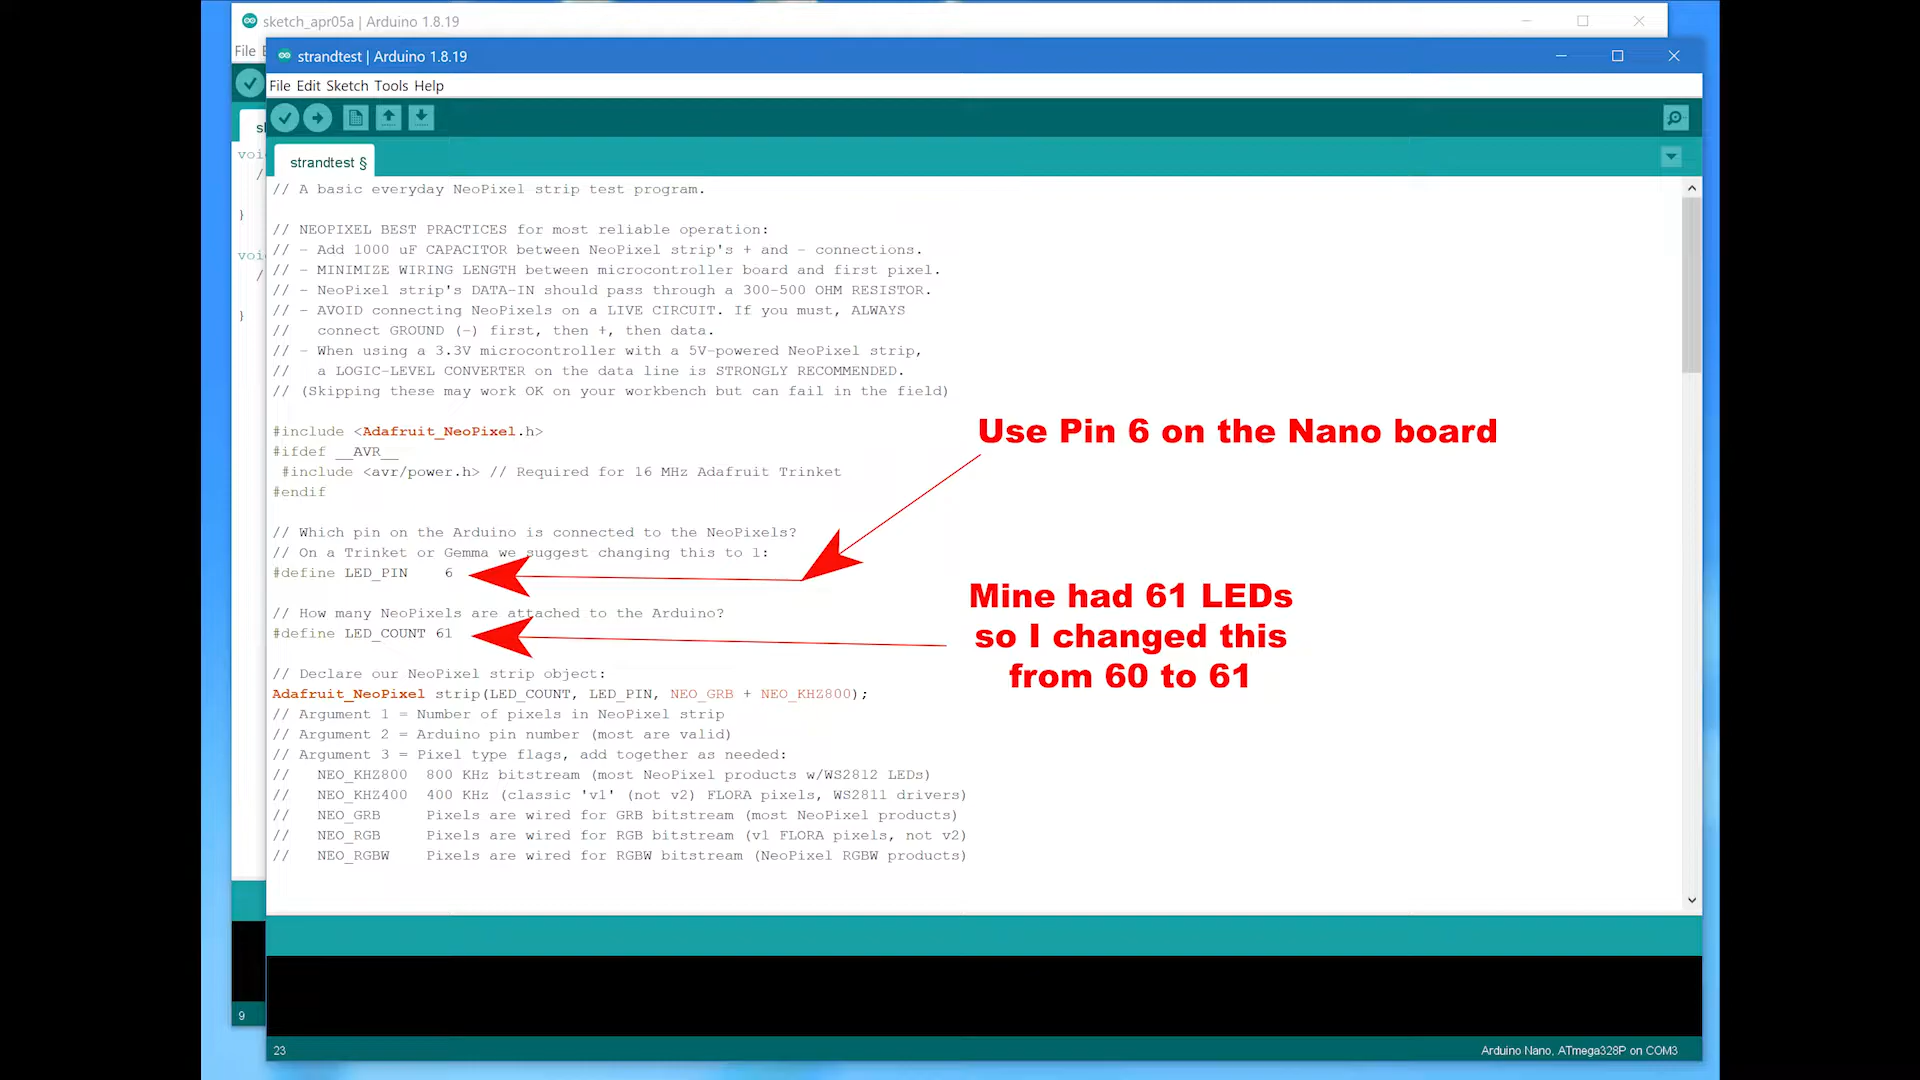 sketch_apr05a | Arduino 1.8.19
File E
strandtest | Arduino 1.8.19
File Edit Sketch Tools Help
strandtest §
// A basic everyday NeoPixel strip test program.
// NEOPIXEL BEST PRACTICES for most reliable operation:
// - Add 1000 uF CAPACITOR between NeoPixel strip's + and - connections.
// - MINIMIZE WIRING LENGTH between microcontroller board and first pixel.
// - NeoPixel strip's DATA-IN should pass through a 300-500 OHM RESISTOR.
// - AVOID connecting NeoPixels on a LIVE CIRCUIT. If you must, ALWAYS
//   connect GROUND (-) first, then +, then data.
// - When using a 3.3V microcontroller with a 5V-powered NeoPixel strip,
//   a LOGIC-LEVEL CONVERTER on the data line is STRONGLY RECOMMENDED.
// (Skipping these may work OK on your workbench but can fail in the field)
#include <Adafruit_NeoPixel.h>
#ifdef __AVR__
#include <avr/power.h> // Required for 16 MHz Adafruit Trinket
#endif
Use Pin 6 on the Nano board
// Which pin on the Arduino is connected to the NeoPixels?
// On a Trinket or Gemma we suggest changing this to 1:
#define LED_PIN    6
// How many NeoPixels are attached to the Arduino?
#define LED_COUNT 61
Mine had 61 LEDs
so I changed this
from 60 to 61
// Declare our NeoPixel strip object:
Adafruit_NeoPixel strip(LED_COUNT, LED_PIN, NEO_GRB + NEO_KHZ800);
// Argument 1 = Number of pixels in NeoPixel strip
// Argument 2 = Arduino pin number (most are valid)
// Argument 3 = Pixel type flags, add together as needed:
//   NEO_KHZ800  800 KHz bitstream (most NeoPixel products w/WS2812 LEDs)
//   NEO_KHZ400  400 KHz (classic 'v1' (not v2) FLORA pixels, WS2811 drivers)
//   NEO_GRB     Pixels are wired for GRB bitstream (most NeoPixel products)
//   NEO_RGB     Pixels are wired for RGB bitstream (v1 FLORA pixels, not v2)
//   NEO_RGBW    Pixels are wired for RGBW bitstream (NeoPixel RGBW products)
9
23
Arduino Nano, ATmega328P on COM3